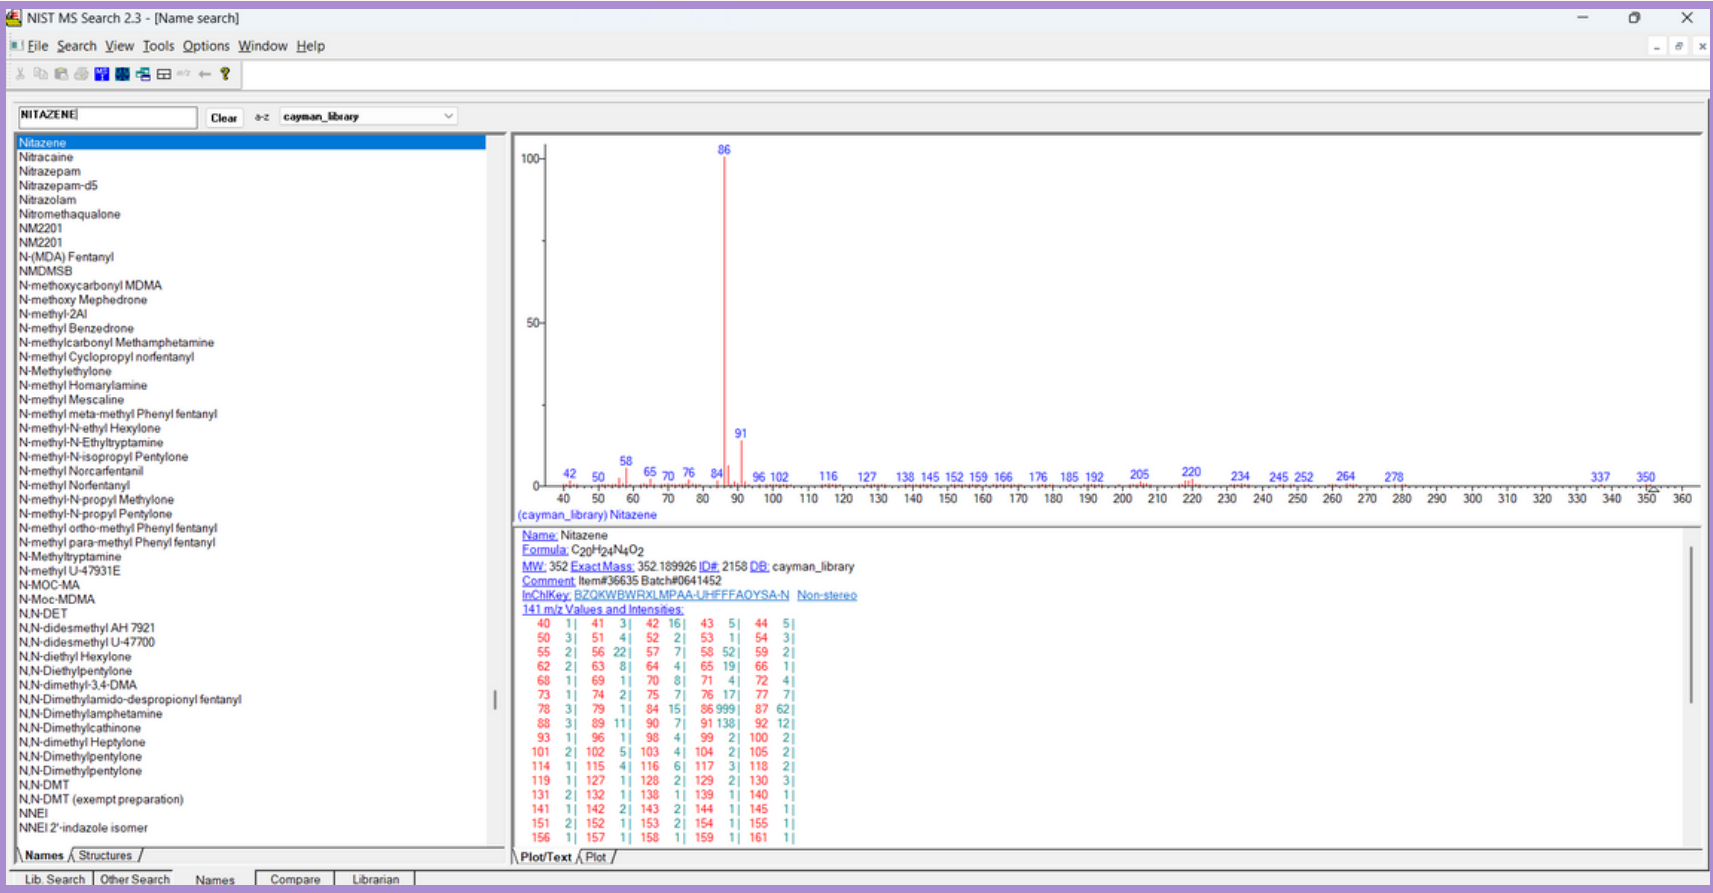 NIST MS Search 2.3 - [Name search]
File Search View Tools Options Window Help
NITAZENE Clear a-z cayman_library
Nitazene
Nitracaine
Nitrazepam
Nitrazepam-d5
Nitrazolam
Nitromethaqualone
NM2201
NM2201
N-(MDA) Fentanyl
NMDMSB
N-methoxycarbonyl MDMA
N-methoxy Mephedrone
N-methyl-2AI
N-methyl Benzedrone
N-methylcarbonyl Methamphetamine
N-methyl Cyclopropyl norfentanyl
N-Methylethylone
N-methyl Homarylamine
N-methyl Mescaline
N-methyl meta-methyl Phenyl fentanyl
N-methyl-N-ethyl Hexylone
N-methyl-N-Ethyltryptamine
N-methyl-N-isopropyl Pentylone
N-methyl Norcarfentanil
N-methyl Norfentanyl
N-methyl-N-propyl Methylone
N-methyl-N-propyl Pentylone
N-methyl ortho-methyl Phenyl fentanyl
N-methyl para-methyl Phenyl fentanyl
N-Methyltryptamine
N-methyl U-47931E
N-MOC-MA
N-Moc-MDMA
N,N-DET
N,N-didesmethyl AH 7921
N,N-didesmethyl U-47700
N,N-diethyl Hexylone
N,N-Diethylpentylone
N,N-dimethyl-3,4-DMA
N,N-Dimethylamido-despropionyl fentanyl
N,N-Dimethylamphetamine
N,N-Dimethylcathinone
N,N-dimethyl Heptylone
N,N-Dimethylpentylone
N,N-Dimethylpentylone
N,N-DMT
N,N-DMT (exempt preparation)
NNEI
NNEI 2'-indazole isomer
Names Structures
100
50
0
86
91
42 50 58 65 70 76 84 96 102 116 127 138 145 152 159 166 176 185 192 205 220 234 245 252 264 278 337 350
40 50 60 70 80 90 100 110 120 130 140 150 160 170 180 190 200 210 220 230 240 250 260 270 280 290 300 310 320 330 340 350 360
(cayman_library) Nitazene
Name: Nitazene
Formula: C20H24N4O2
MW: 352 Exact Mass: 352.189926 ID#: 2158 DB: cayman_library
Comment: Item#36635 Batch#0641452
InChIKey: BZQKWBWRXLMPAA-UHFFFAOYSA-N Non-stereo
141 m/z Values and Intensities:
40 1| 41 3| 42 16| 43 5| 44 5|
50 3| 51 4| 52 2| 53 1| 54 3|
55 2| 56 22| 57 7| 58 52| 59 2|
62 2| 63 8| 64 4| 65 19| 66 1|
68 1| 69 1| 70 8| 71 4| 72 4|
73 1| 74 2| 75 7| 76 17| 77 7|
78 3| 79 1| 84 15| 86 999| 87 62|
88 3| 89 11| 90 7| 91 138| 92 12|
93 1| 96 1| 98 4| 99 2| 100 2|
101 2| 102 5| 103 4| 104 2| 105 2|
114 1| 115 4| 116 6| 117 3| 118 2|
119 1| 127 1| 128 2| 129 2| 130 3|
131 2| 132 1| 138 1| 139 1| 140 1|
141 1| 142 2| 143 2| 144 1| 145 1|
151 2| 152 1| 153 2| 154 1| 155 1|
156 1| 157 1| 158 1| 159 1| 161 1|
Plot/Text Plot
Lib. Search Other Search Names Compare Librarian